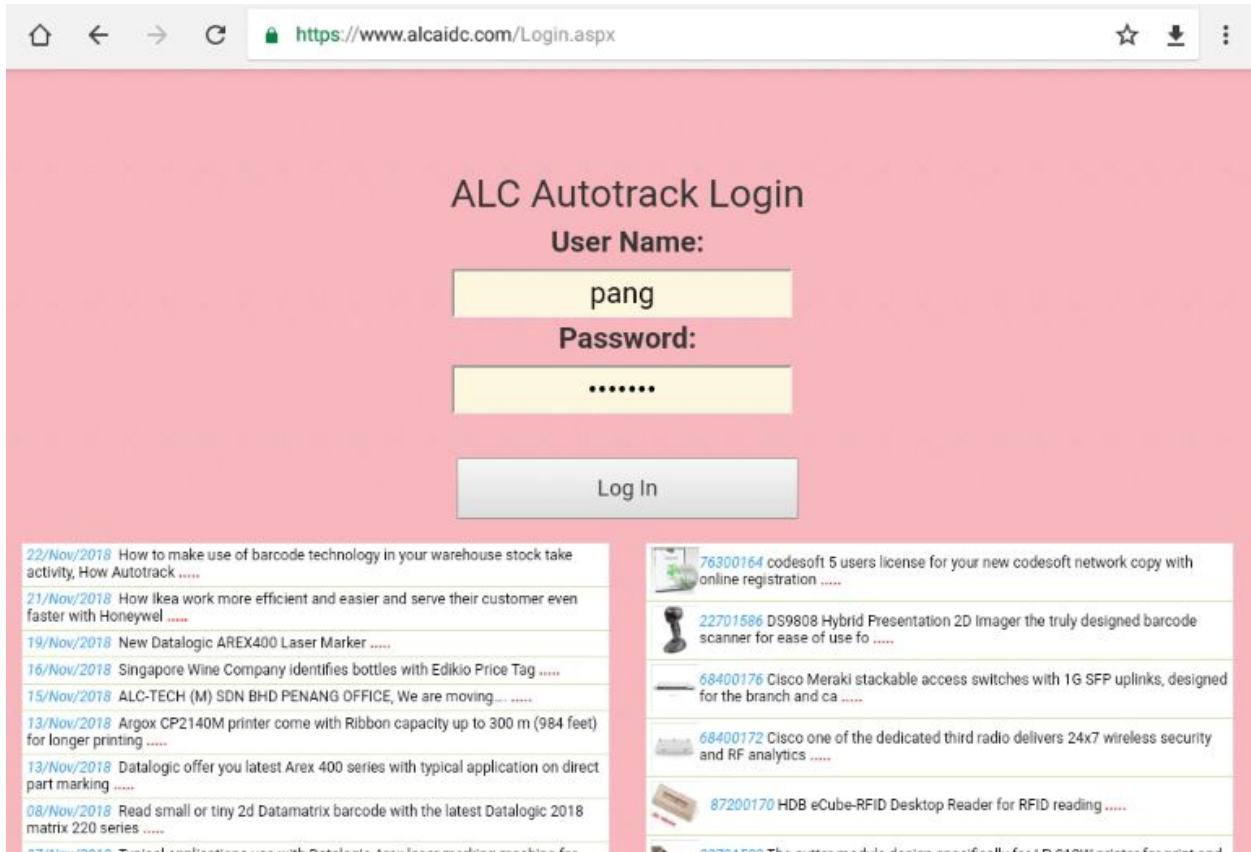 https://www.alcaidc.com/Login.aspx
ALC Autotrack Login
User Name:
pang
Password:
•••••••
Log In
22/Nov/2018 How to make use of barcode technology in your warehouse stock take
activity, How Autotrack .....
21/Nov/2018 How Ikea work more efficient and easier and serve their customer even
faster with Honeywel .....
19/Nov/2018 New Datalogic AREX400 Laser Marker .....
16/Nov/2018 Singapore Wine Company identifies bottles with Edikio Price Tag .....
15/Nov/2018 ALC-TECH (M) SDN BHD PENANG OFFICE, We are moving.... .....
13/Nov/2018 Argox CP2140M printer come with Ribbon capacity up to 300 m (984 feet)
for longer printing .....
13/Nov/2018 Datalogic offer you latest Arex 400 series with typical application on direct
part marking .....
08/Nov/2018 Read small or tiny 2d Datamatrix barcode with the latest Datalogic 2018
matrix 220 series .....
76300164 codesoft 5 users license for your new codesoft network copy with
online registration .....
22701586 DS9808 Hybrid Presentation 2D Imager the truly designed barcode
scanner for ease of use fo .....
68400176 Cisco Meraki stackable access switches with 1G SFP uplinks, designed
for the branch and ca .....
68400172 Cisco one of the dedicated third radio delivers 24x7 wireless security
and RF analytics .....
87200170 HDB eCube-RFID Desktop Reader for RFID reading .....